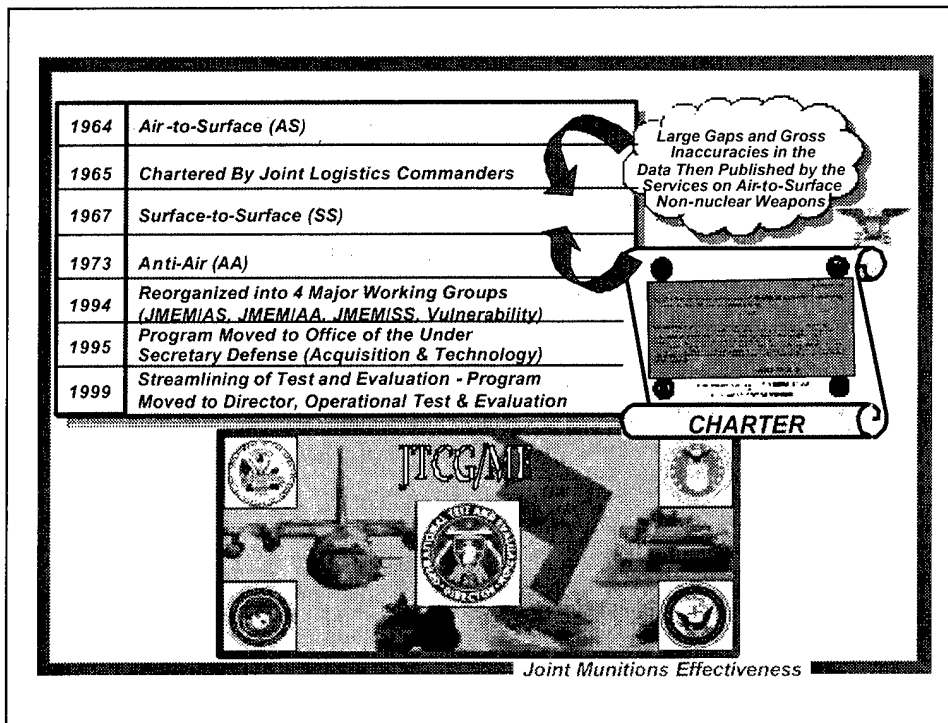 1964 Air-to-Surface (AS)
1965 Chartered By Joint Logistics Commanders
1967 Surface-to-Surface (SS)
1973 Anti-Air (AA)
1994 Reorganized into 4 Major Working Groups
(JMEM/AS, JMEM/AA, JMEM/SS, Vulnerability)
1995 Program Moved to Office of the Under
Secretary Defense (Acquisition & Technology)
1999 Streamlining of Test and Evaluation - Program
Moved to Director, Operational Test & Evaluation
Large Gaps and Gross
Inaccuracies in the
Data Then Published by the
Services on Air-to-Surface
Non-nuclear Weapons
CHARTER
JTCG/ME
Joint Munitions Effectiveness